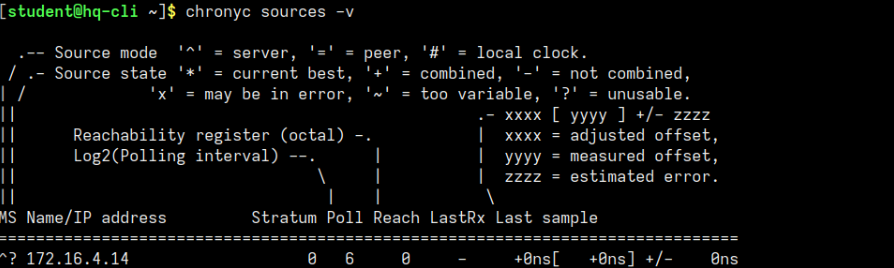 [student@hq-cli ~]$ chronyc sources -v

  .-- Source mode  '^' = server, '=' = peer, '#' = local clock.
 / .- Source state '*' = current best, '+' = combined, '-' = not combined,
| /             'x' = may be in error, '~' = too variable, '?' = unusable.
||                                                 .- xxxx [ yyyy ] +/- zzzz
||      Reachability register (octal) -.           |  xxxx = adjusted offset,
||      Log2(Polling interval) --.      |          |  yyyy = measured offset,
||                                \     |          |  zzzz = estimated error.
||                                 |    |           \
MS Name/IP address         Stratum Poll Reach LastRx Last sample
===============================================================================
^? 172.16.4.14                   0   6     0     -     +0ns[   +0ns] +/-    0ns